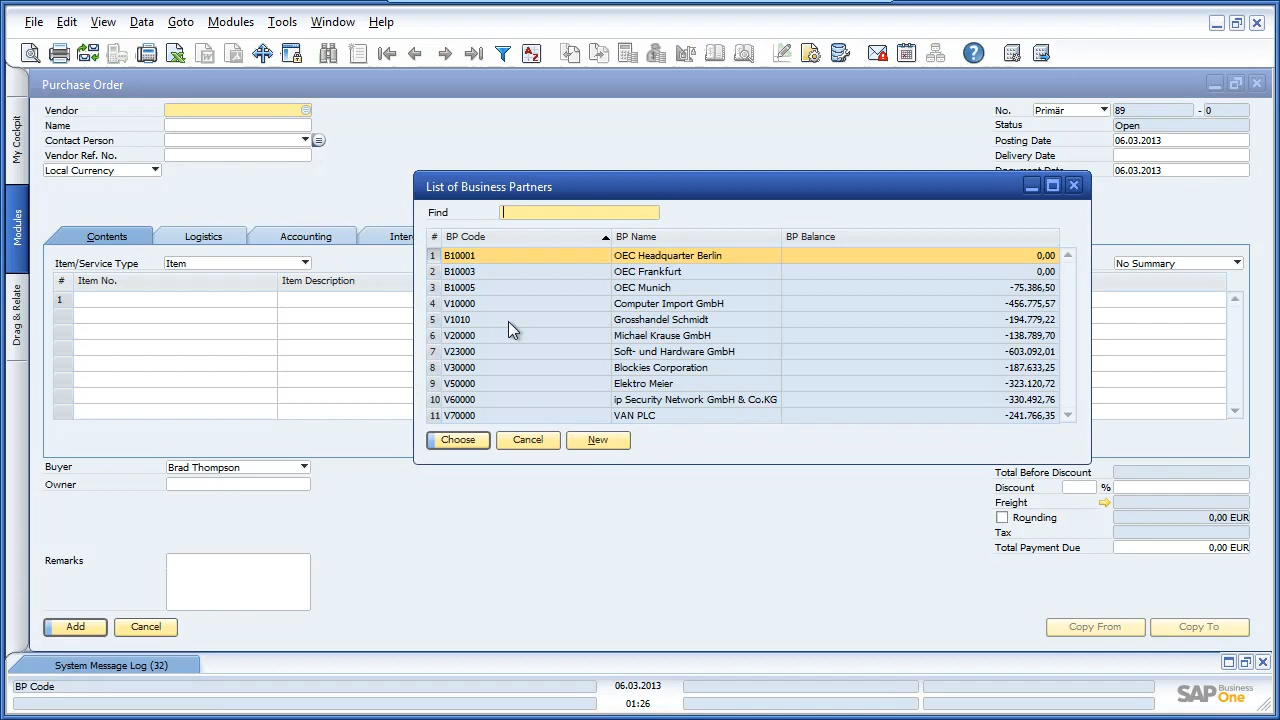 File Edit View Data Goto Modules Tools Window Help
Purchase Order
My Cockpit
Modules
Drag & Relate
Vendor
Name
Contact Person
Vendor Ref. No.
Local Currency
No. Primär 89 - 0
Status Open
Posting Date 06.03.2013
Delivery Date
Document Date 06.03.2013
Contents Logistics Accounting
Item/Service Type Item
No Summary
# Item No. Item Description
1
List of Business Partners
Find
# BP Code BP Name BP Balance
1 B10001 OEC Headquarter Berlin 0,00
2 B10003 OEC Frankfurt 0,00
3 B10005 OEC Munich -75.386,50
4 V10000 Computer Import GmbH -456.775,57
5 V1010 Grosshandel Schmidt -194.779,22
6 V20000 Michael Krause GmbH -138.789,70
7 V23000 Soft- und Hardware GmbH -603.092,01
8 V30000 Blockies Corporation -187.633,25
9 V50000 Elektro Meier -323.120,72
10 V60000 ip Security Network GmbH & Co.KG -330.492,76
11 V70000 VAN PLC -241.766,35
Choose Cancel New
Buyer Brad Thompson
Owner
Remarks
Total Before Discount
Discount %
Freight
Rounding 0,00 EUR
Tax
Total Payment Due 0,00 EUR
Add Cancel
Copy From Copy To
System Message Log (32)
BP Code
06.03.2013
01:26
SAP Business One